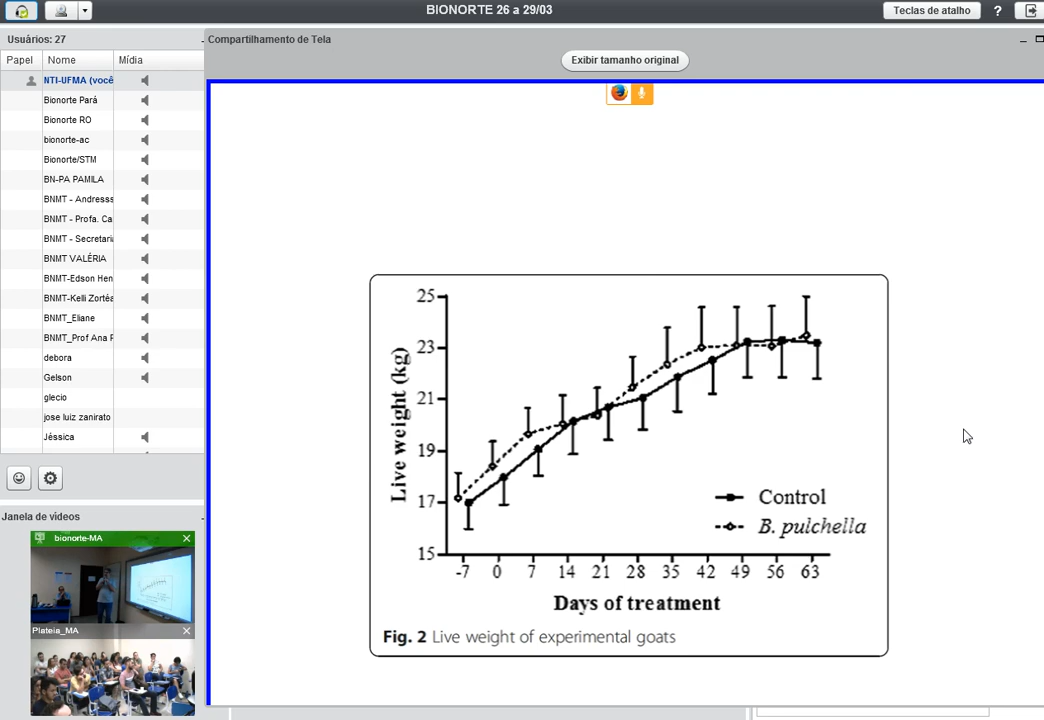 BIONORTE 26 a 29/03
Teclas de atalho
?
Usuários: 27
Compartilhamento de Tela
Papel Nome Mídia
Exibir tamanho original
NTI-UFMA (você
Bionorte Pará
Bionorte RO
bionorte-ac
Bionorte/STM
BN-PA PAMILA
BNMT - Andresss
BNMT - Profa. Ca
BNMT - Secretari
BNMT VALÉRIA
BNMT-Edson Hen
BNMT-Kelli Zortéa
BNMT_Eliane
BNMT_Prof Ana P
debora
Gelson
glecio
jose luiz zanirato
Jéssica
Janela de videos
bionorte-MA
Plateia_MA
Live weight (kg)
25
23
21
19
17
15
Control
B. pulchella
-7 0 7 14 21 28 35 42 49 56 63
Days of treatment
Fig. 2 Live weight of experimental goats